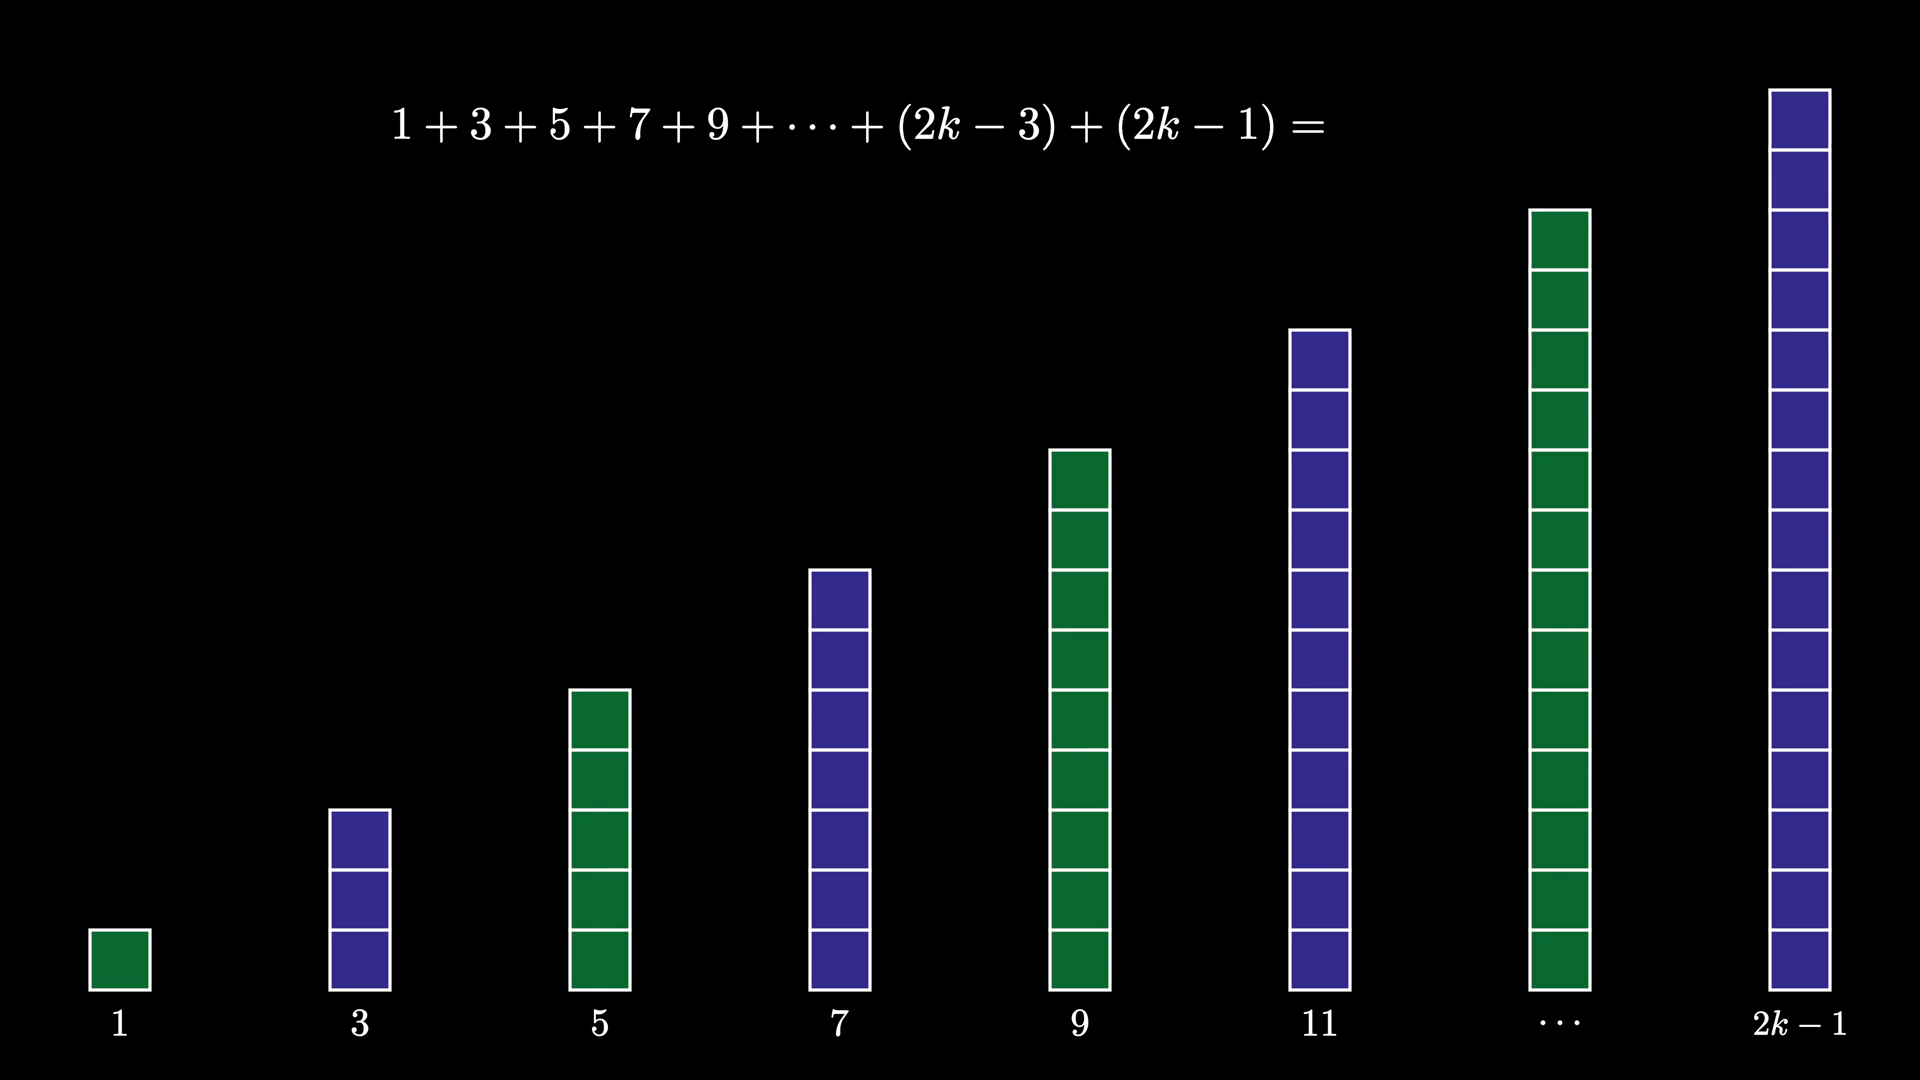 1 + 3 + 5 + 7 + 9 + ⋯ + (2k − 3) + (2k − 1) =
1 3 5 7 9 11 ⋯ 2k − 1